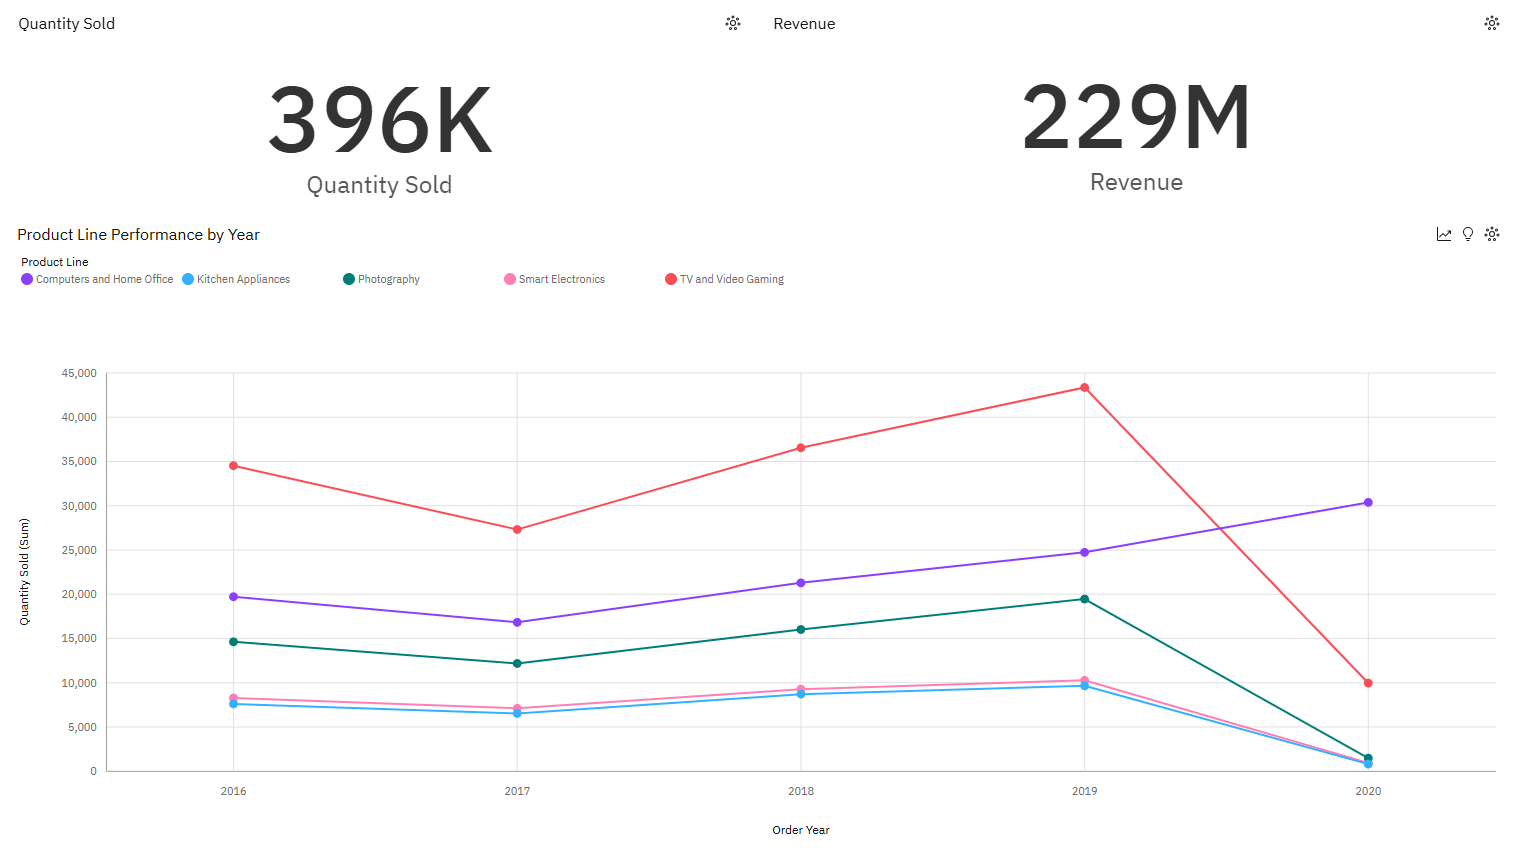 Quantity Sold
Revenue
396K
Quantity Sold
229M
Revenue
Product Line Performance by Year
Product Line
Computers and Home Office Kitchen Appliances Photography Smart Electronics TV and Video Gaming
45,000
40,000
35,000
30,000
25,000
20,000
15,000
10,000
5,000
0
Quantity Sold (Sum)
2016 2017 2018 2019 2020
Order Year